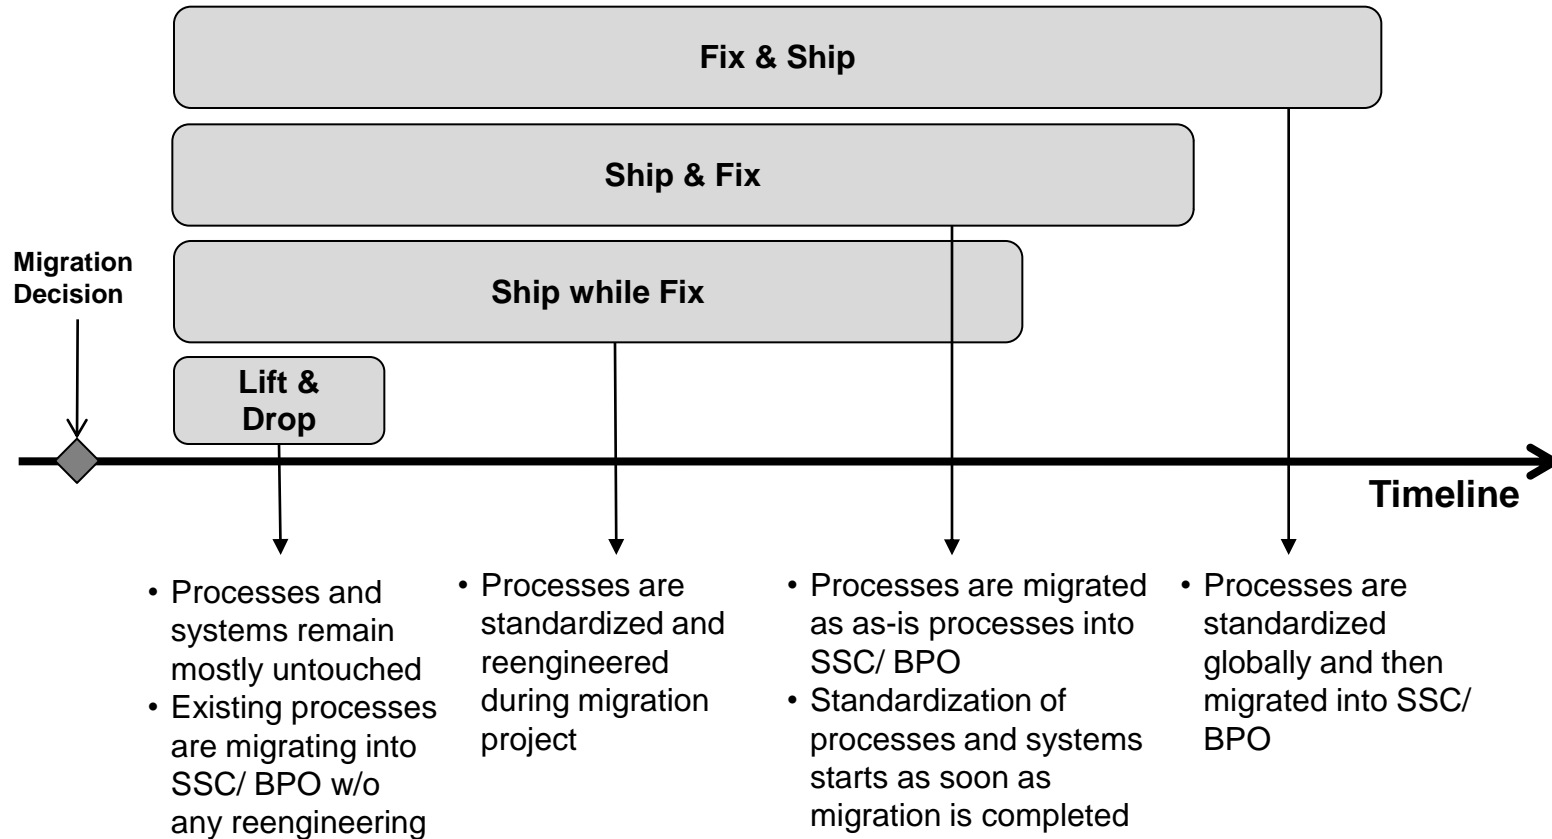 Fix & Ship
Ship & Fix
Migration
Decision
Ship while Fix
Lift &
Drop
Timeline
• Processes and
systems remain
mostly untouched
• Existing processes
are migrating into
SSC/ BPO w/o
any reengineering
• Processes are
standardized and
reengineered
during migration
project
• Processes are migrated
as as-is processes into
SSC/ BPO
• Standardization of
processes and systems
starts as soon as
migration is completed
• Processes are
standardized
globally and then
migrated into SSC/
BPO